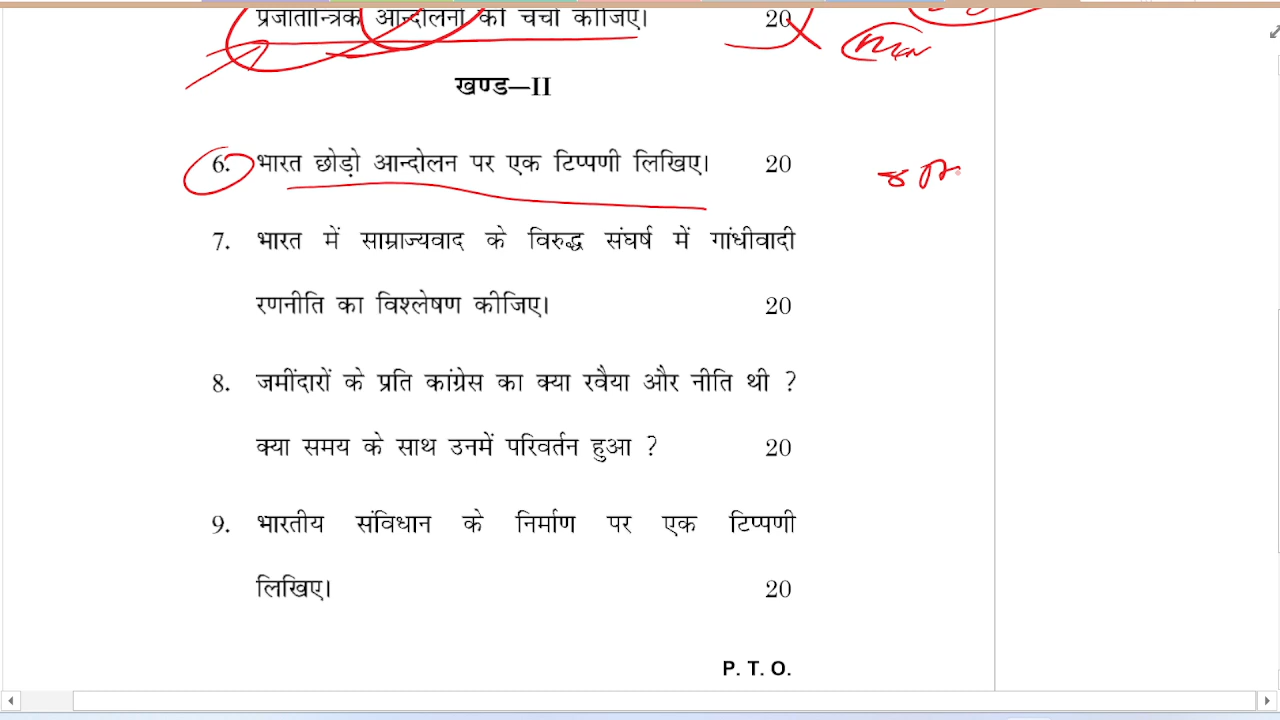 प्रजातान्त्रिक आन्दोलनों की चर्चा कीजिए। 20
खण्ड—II
6. भारत छोड़ो आन्दोलन पर एक टिप्पणी लिखिए। 20
7. भारत में साम्राज्यवाद के विरुद्ध संघर्ष में गांधीवादी
रणनीति का विश्लेषण कीजिए। 20
8. जमींदारों के प्रति कांग्रेस का क्या रवैया और नीति थी ?
क्या समय के साथ उनमें परिवर्तन हुआ ? 20
9. भारतीय संविधान के निर्माण पर एक टिप्पणी
लिखिए। 20
P. T. O.